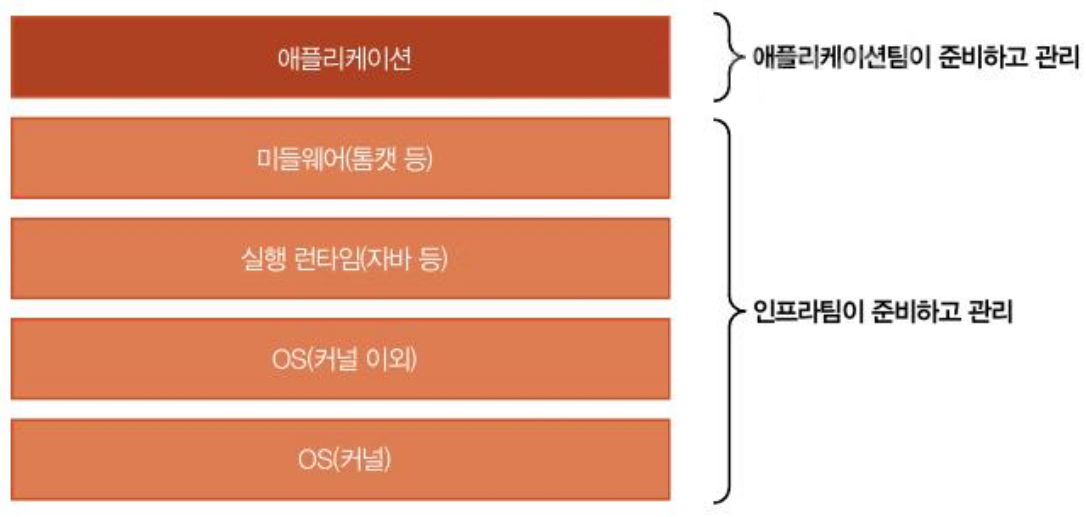 애플리케이션
애플리케이션팀이 준비하고 관리
미들웨어(톰캣 등)
실행 런타임(자바 등)
인프라팀이 준비하고 관리
OS(커널 이외)
OS(커널)